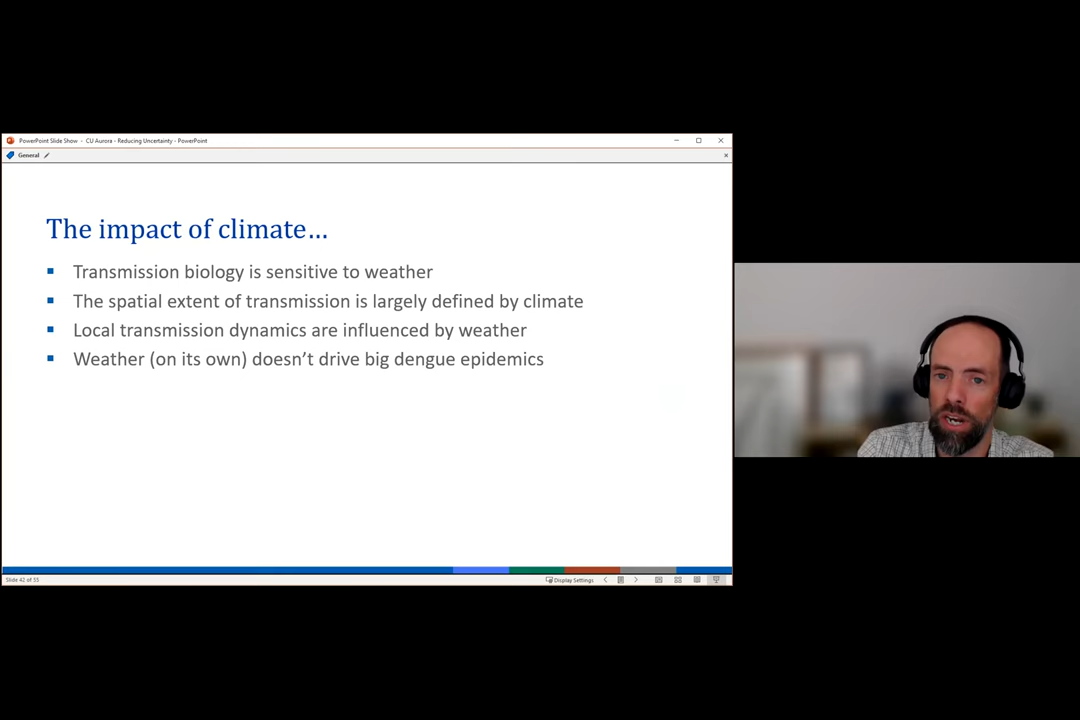 PowerPoint Slide Show - CU Aurora - Reducing Uncertainty - PowerPoint
General
The impact of climate…
Transmission biology is sensitive to weather
The spatial extent of transmission is largely defined by climate
Local transmission dynamics are influenced by weather
Weather (on its own) doesn’t drive big dengue epidemics
Slide 42 of 55
Display Settings